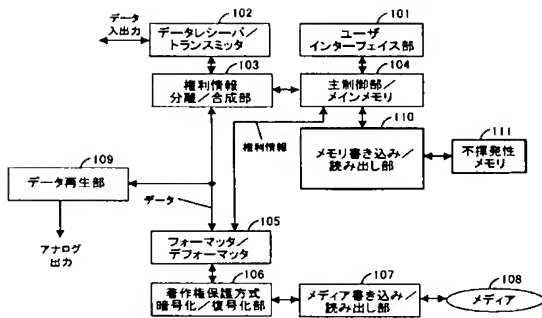 102
101
データ
入出力
データレシーバ／
トランスミッタ
ユーザ
インターフェイス部
103
104
権利情報
分離／合成部
主制御部／
メインメモリ
110
111
権利情報
メモリ書き込み／
読み出し部
不揮発性
メモリ
109
データ再生部
データ
105
アナログ
出力
フォーマッタ／
デフォーマッタ
106
107
108
著作権保護方式
暗号化／復号化部
メディア書き込み／
読み出し部
メディア